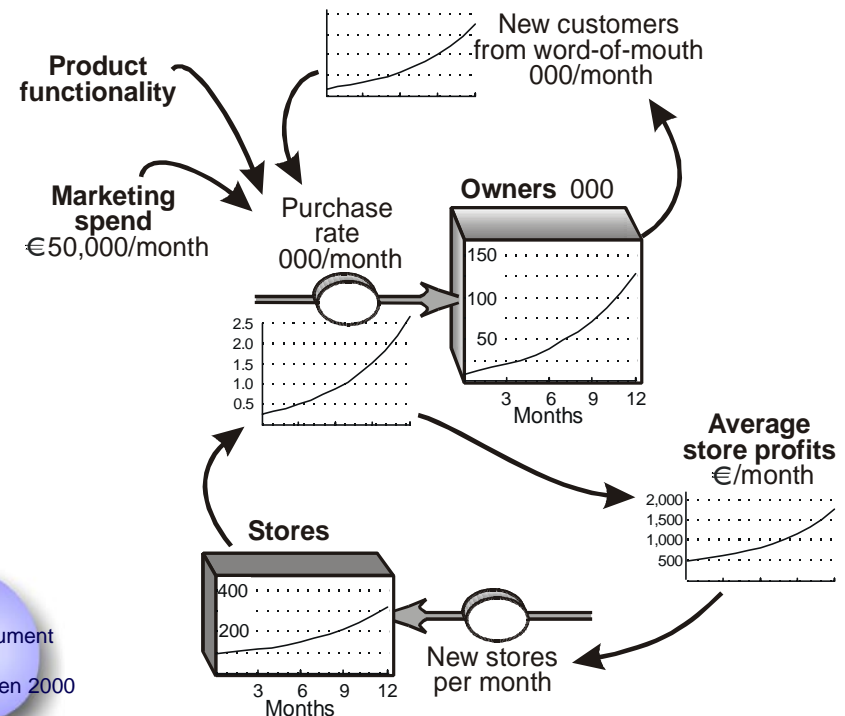 New customers
from word-of-mouth
000/month
Product
functionality
Marketing
spend
€50,000/month
Purchase
rate
000/month
Owners 000
150
100
50
3 6 9 12
Months
2.5
2.0
1.5
1.0
0.5
Average
store profits
€/month
2,000
1,500
1,000
500
Stores
400
200
3 6 9 12
Months
New stores
per month
2000